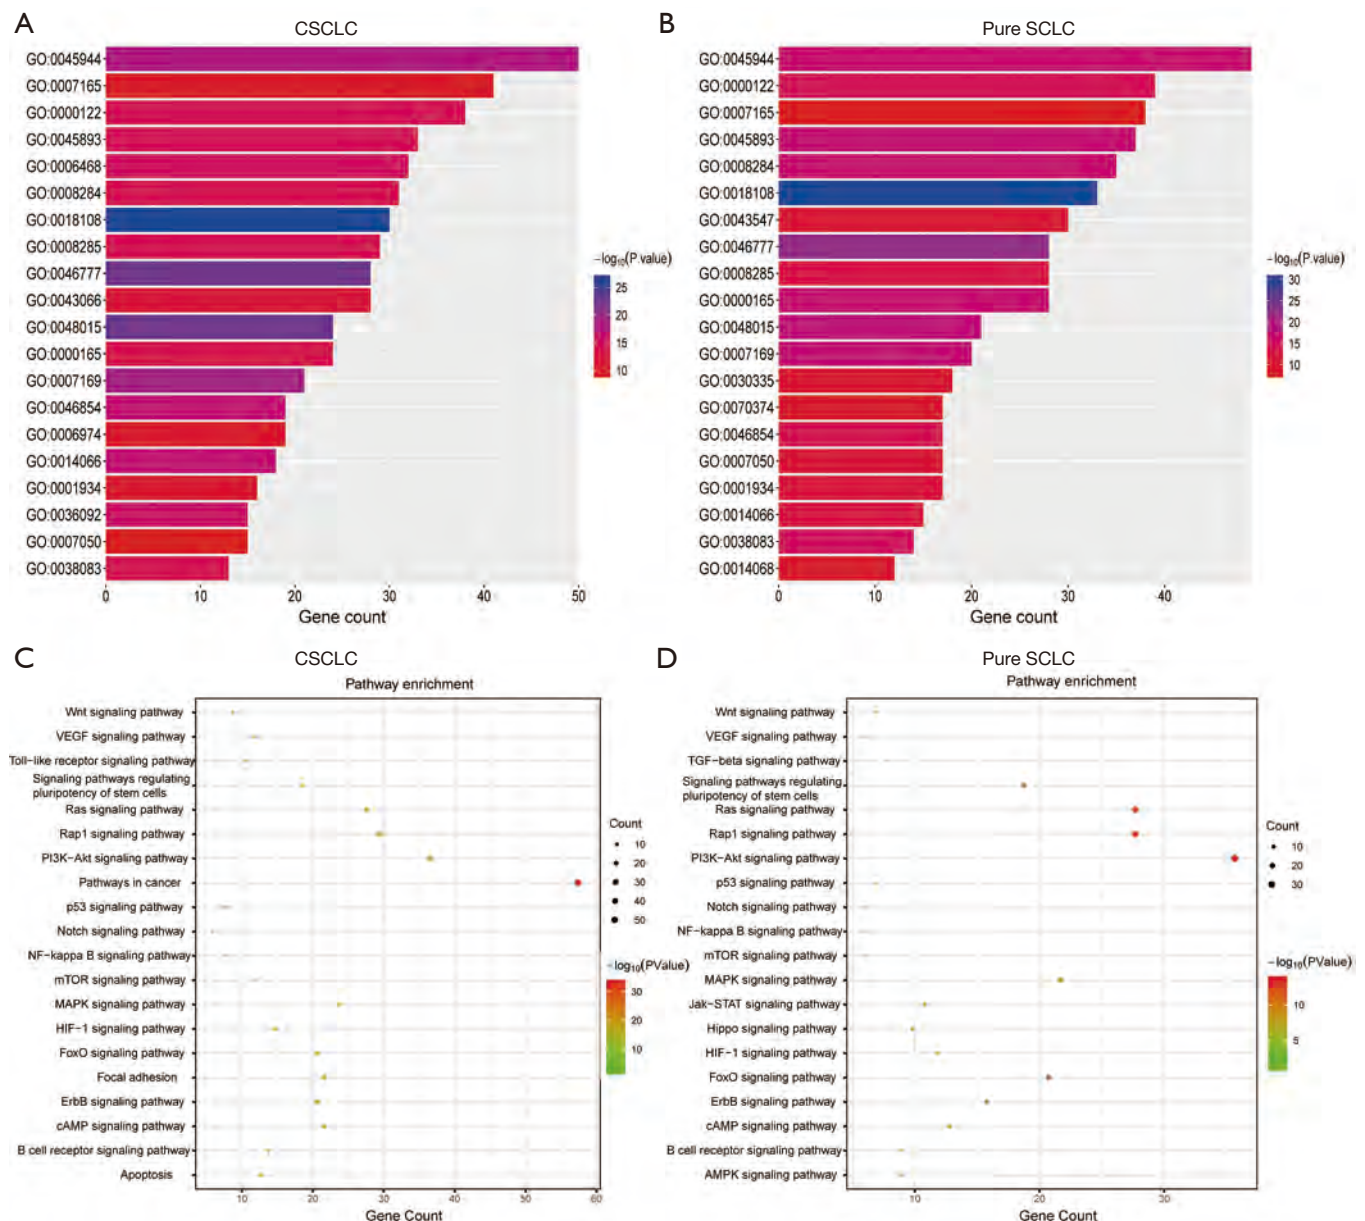 A
CSCLC
GO:0045944
GO:0007165
GO:0000122
GO:0045893
GO:0006468
GO:0008284
GO:0018108
GO:0008285
GO:0046777
GO:0043066
GO:0048015
GO:0000165
GO:0007169
GO:0046854
GO:0006974
GO:0014066
GO:0001934
GO:0036092
GO:0007050
GO:0038083
0 10 20 30 40 50
Gene count
−log10(P.value)
25
20
15
10
B
Pure SCLC
GO:0045944
GO:0000122
GO:0007165
GO:0045893
GO:0008284
GO:0018108
GO:0043547
GO:0046777
GO:0008285
GO:0000165
GO:0048015
GO:0007169
GO:0030335
GO:0070374
GO:0046854
GO:0007050
GO:0001934
GO:0014066
GO:0038083
GO:0014068
0 10 20 30 40
Gene count
−log10(P.value)
30
25
20
15
10
C
CSCLC
Pathway enrichment
Wnt signaling pathway
VEGF signaling pathway
Toll−like receptor signaling pathway
Signaling pathways regulating
pluripotency of stem cells
Ras signaling pathway
Rap1 signaling pathway
PI3K−Akt signaling pathway
Pathways in cancer
p53 signaling pathway
Notch signaling pathway
NF−kappa B signaling pathway
mTOR signaling pathway
MAPK signaling pathway
HIF−1 signaling pathway
FoxO signaling pathway
Focal adhesion
ErbB signaling pathway
cAMP signaling pathway
B cell receptor signaling pathway
Apoptosis
10 20 30 40 50 60
Gene Count
Count
10
20
30
40
50
−log10(PValue)
30
20
10
D
Pure SCLC
Pathway enrichment
Wnt signaling pathway
VEGF signaling pathway
TGF−beta signaling pathway
Signaling pathways regulating
pluripotency of stem cells
Ras signaling pathway
Rap1 signaling pathway
PI3K−Akt signaling pathway
p53 signaling pathway
Notch signaling pathway
NF−kappa B signaling pathway
mTOR signaling pathway
MAPK signaling pathway
Jak−STAT signaling pathway
Hippo signaling pathway
HIF−1 signaling pathway
FoxO signaling pathway
ErbB signaling pathway
cAMP signaling pathway
B cell receptor signaling pathway
AMPK signaling pathway
10 20 30
Gene Count
Count
10
20
30
−log10(PValue)
10
5